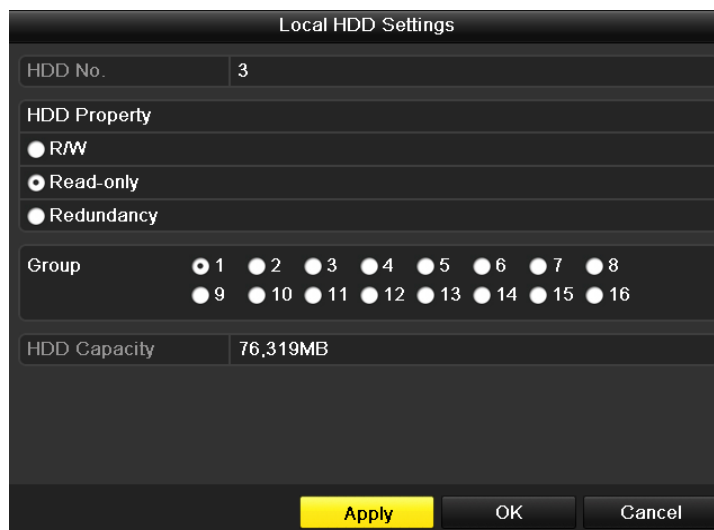 Local HDD Settings
HDD No. 3
HDD Property
R/W
Read-only
Redundancy
Group 1 2 3 4 5 6 7 8
9 10 11 12 13 14 15 16
HDD Capacity 76,319MB
Apply OK Cancel